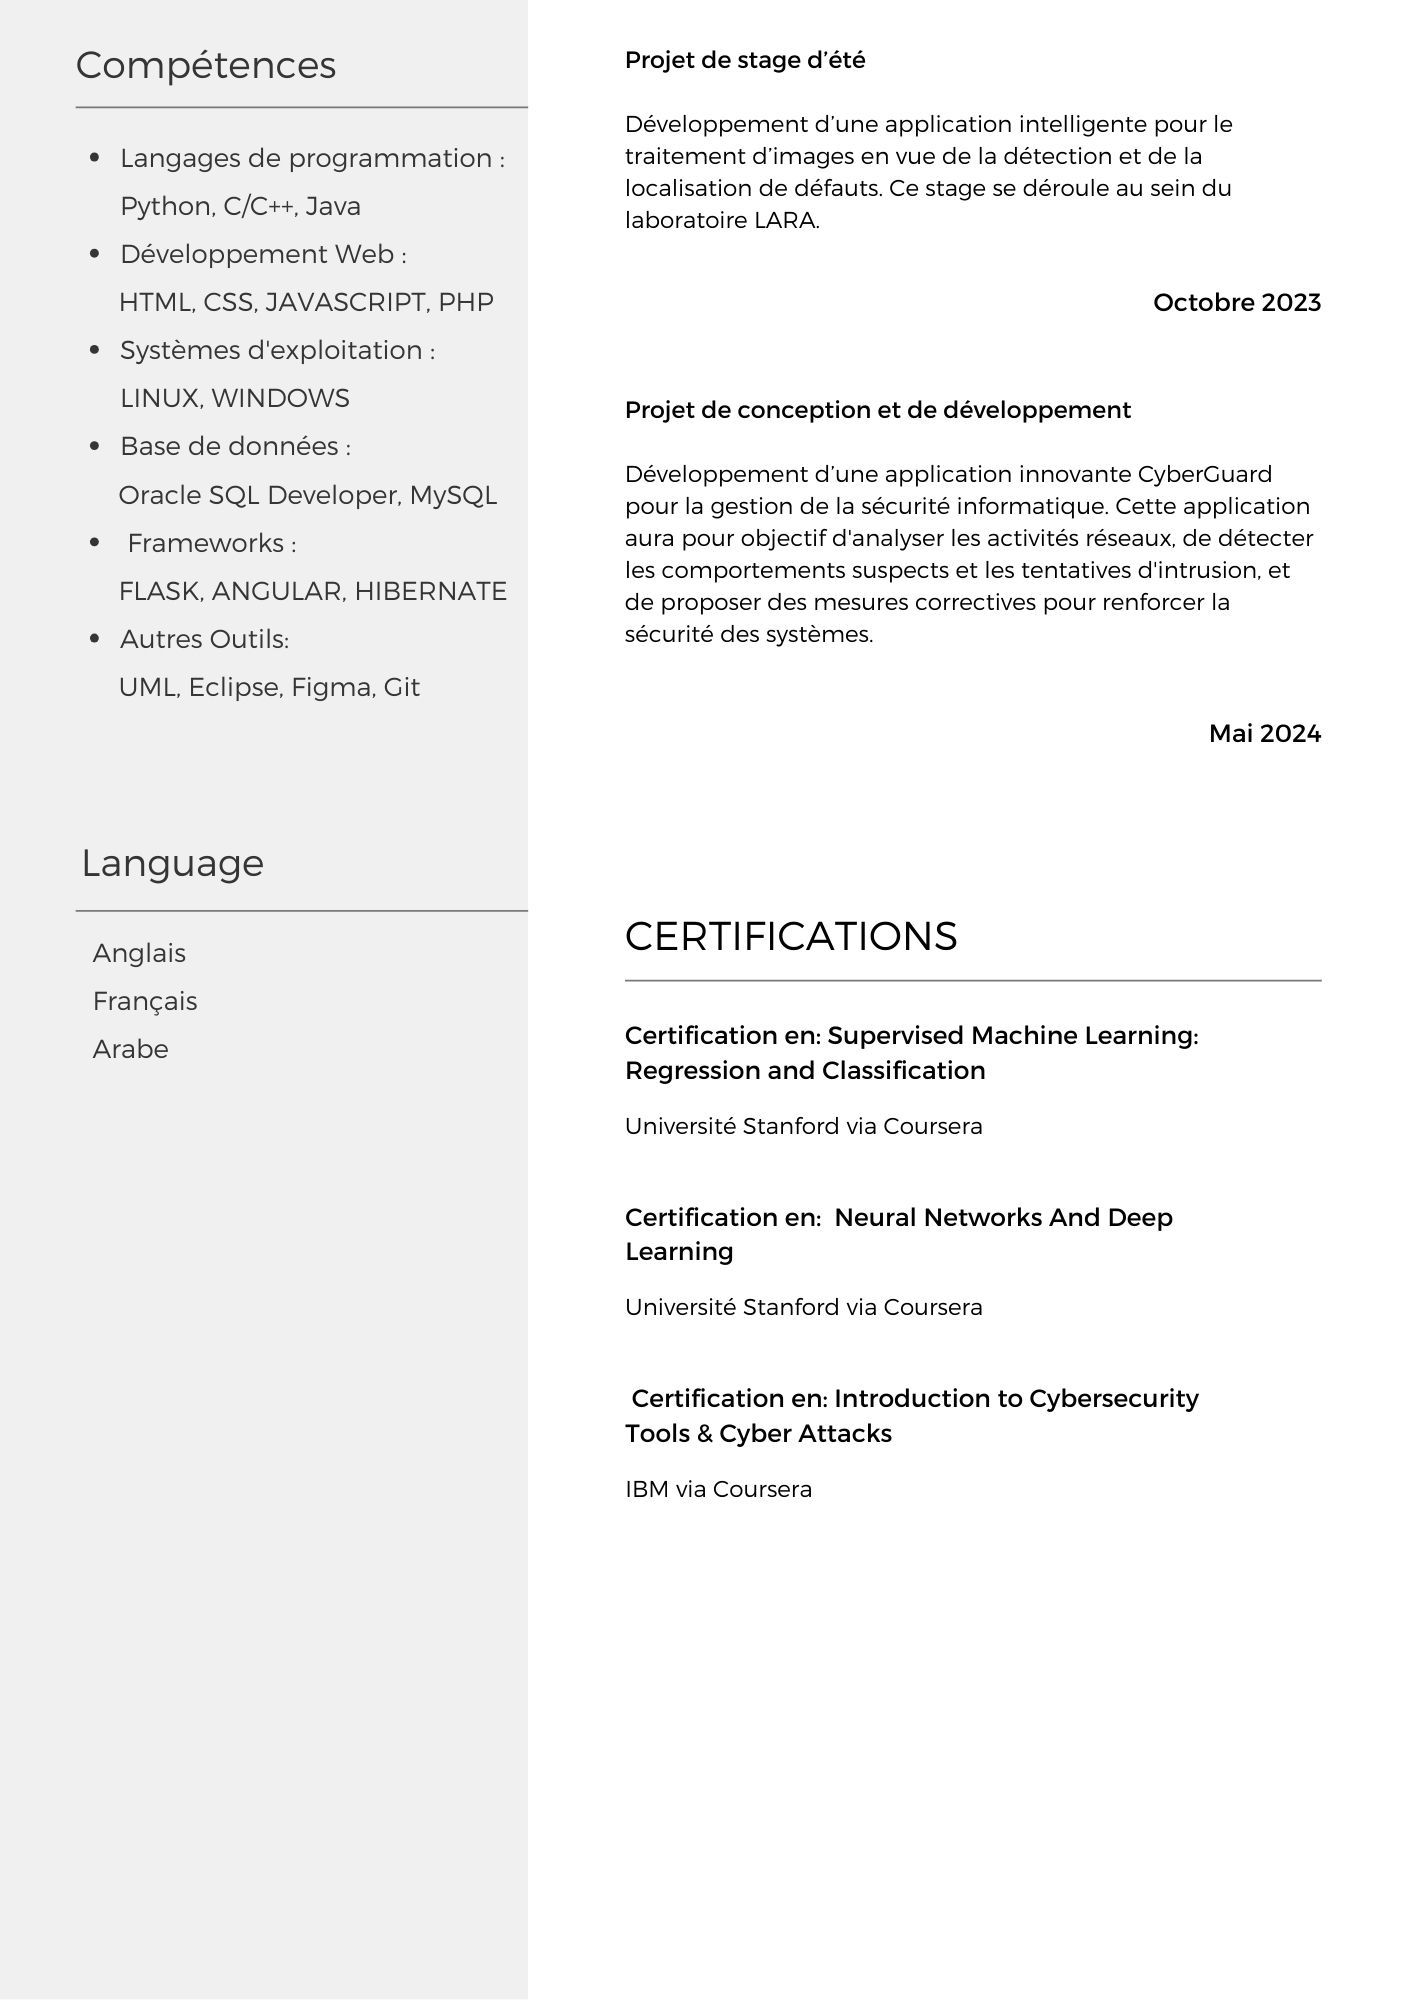 Compétences
Langages de programmation :
Python, C/C++, Java
Développement Web :
HTML, CSS, JAVASCRIPT, PHP
Systèmes d'exploitation :
LINUX, WINDOWS
Base de données :
Oracle SQL Developer, MySQL
Frameworks :
FLASK, ANGULAR, HIBERNATE
Autres Outils:
UML, Eclipse, Figma, Git
Language
Anglais
Français
Arabe
Projet de stage d’été
Développement d’une application intelligente pour le
traitement d’images en vue de la détection et de la
localisation de défauts. Ce stage se déroule au sein du
laboratoire LARA.
Octobre 2023
Projet de conception et de développement
Développement d’une application innovante CyberGuard
pour la gestion de la sécurité informatique. Cette application
aura pour objectif d'analyser les activités réseaux, de détecter
les comportements suspects et les tentatives d'intrusion, et
de proposer des mesures correctives pour renforcer la
sécurité des systèmes.
Mai 2024
CERTIFICATIONS
Certification en: Supervised Machine Learning:
Regression and Classification
Université Stanford via Coursera
Certification en: Neural Networks And Deep
Learning
Université Stanford via Coursera
Certification en: Introduction to Cybersecurity
Tools & Cyber Attacks
IBM via Coursera